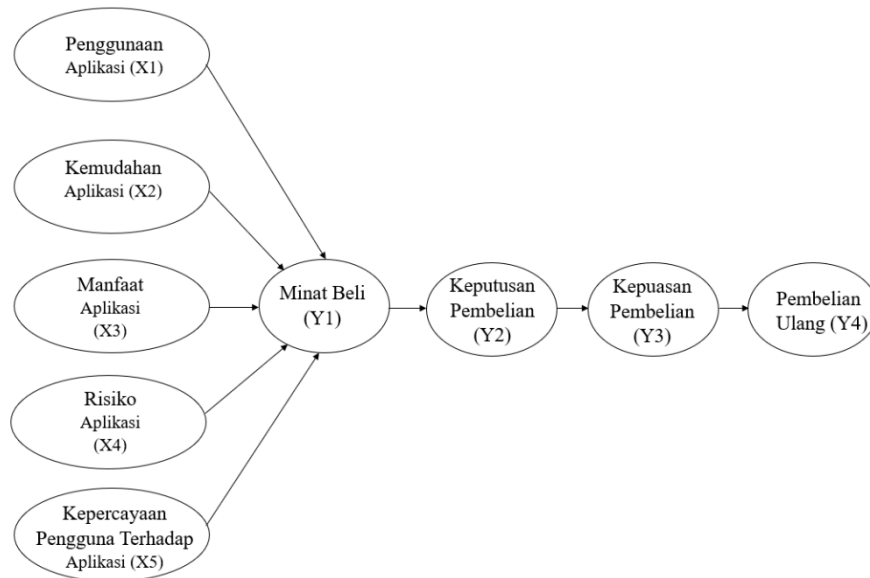 Penggunaan
Aplikasi (X1)
Kemudahan
Aplikasi (X2)
Manfaat
Aplikasi
(X3)
Risiko
Aplikasi
(X4)
Kepercayaan
Pengguna Terhadap
Aplikasi (X5)
Minat Beli
(Y1)
Keputusan
Pembelian
(Y2)
Kepuasan
Pembelian
(Y3)
Pembelian
Ulang (Y4)